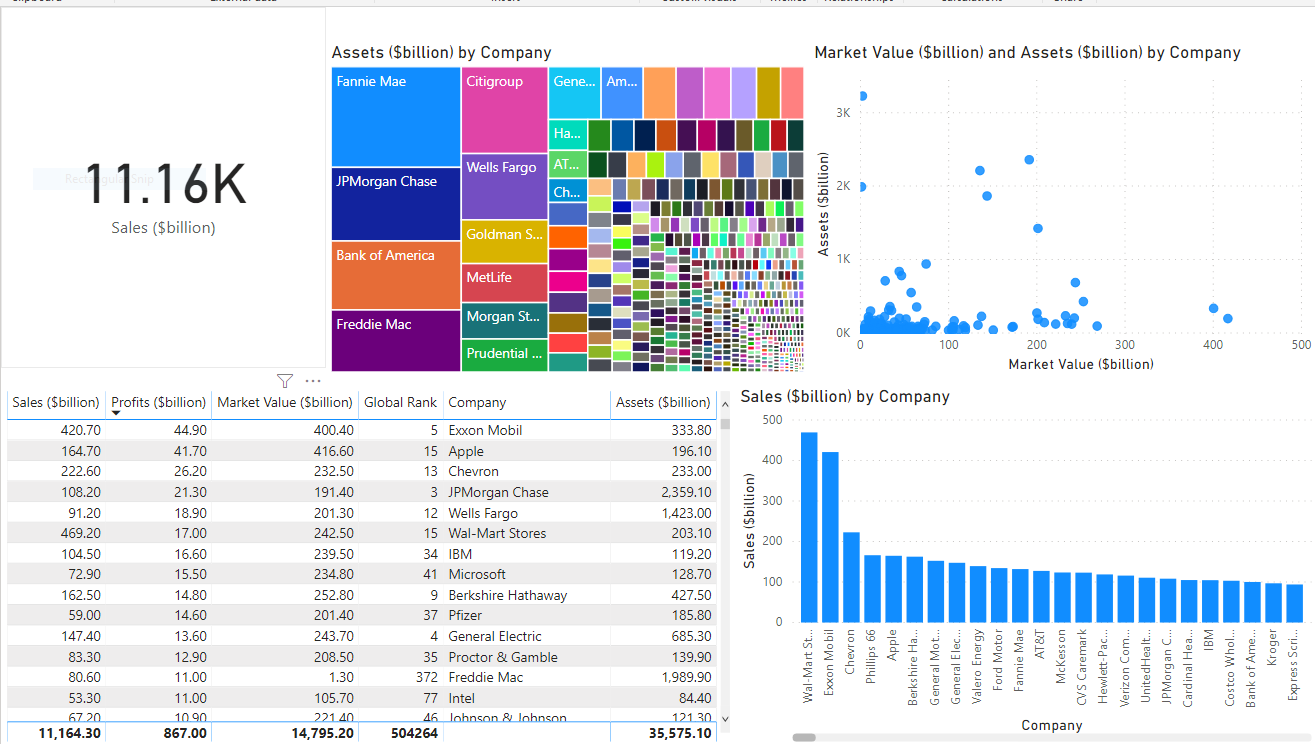 Assets ($billion) by Company
Market Value ($billion) and Assets ($billion) by Company
Rectangular Snip
11.16K
Sales ($billion)
Fannie Mae
Citigroup
Gene...
Am...
Ha...
JPMorgan Chase
Wells Fargo
AT...
Ch...
Bank of America
Goldman S...
MetLife
Freddie Mac
Morgan St...
Prudential ...
Assets ($billion)
3K
2K
1K
0K
0 100 200 300 400 500
Market Value ($billion)
Sales ($billion) Profits ($billion) Market Value ($billion) Global Rank Company Assets ($billion)
420.70 44.90 400.40 5 Exxon Mobil 333.80
164.70 41.70 416.60 15 Apple 196.10
222.60 26.20 232.50 13 Chevron 233.00
108.20 21.30 191.40 3 JPMorgan Chase 2,359.10
91.20 18.90 201.30 12 Wells Fargo 1,423.00
469.20 17.00 242.50 15 Wal-Mart Stores 203.10
104.50 16.60 239.50 34 IBM 119.20
72.90 15.50 234.80 41 Microsoft 128.70
162.50 14.80 252.80 9 Berkshire Hathaway 427.50
59.00 14.60 201.40 37 Pfizer 185.80
147.40 13.60 243.70 4 General Electric 685.30
83.30 12.90 208.50 35 Proctor & Gamble 139.90
80.60 11.00 1.30 372 Freddie Mac 1,989.90
53.30 11.00 105.70 77 Intel 84.40
67.20 10.90 221.40 46 Johnson & Johnson 121.30
11,164.30 867.00 14,795.20 504264 35,575.10
Sales ($billion) by Company
Sales ($billion)
500
400
300
200
100
0
Wal-Mart St...
Exxon Mobil
Chevron
Phillips 66
Apple
Berkshire Ha...
General Mot...
General Elec...
Valero Energy
Ford Motor
Fannie Mae
AT&T
McKesson
CVS Caremark
Hewlett-Pac...
Verizon Com...
UnitedHealt...
JPMorgan C...
Cardinal Hea...
IBM
Costco Whol...
Bank of Ame...
Kroger
Express Scri...
Company